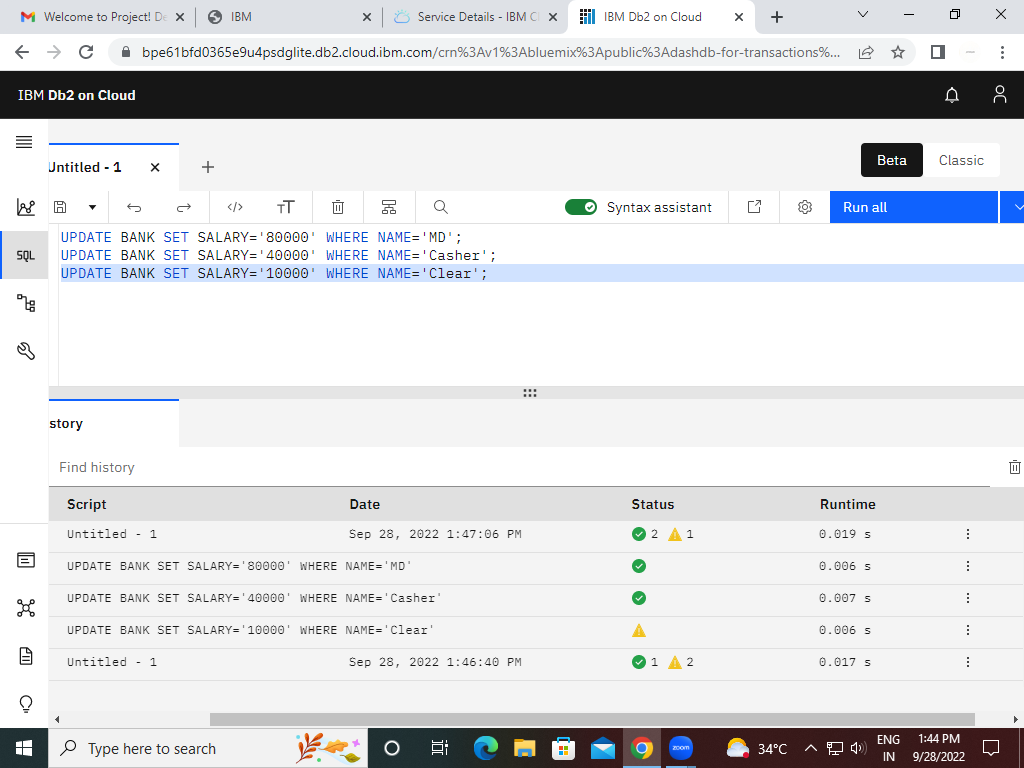 Welcome to Project! De
IBM
Service Details - IBM Cl
IBM Db2 on Cloud
bpe61bfd0365e9u4psdglite.db2.cloud.ibm.com/crn%3Av1%3Abluemix%3Apublic%3Adashdb-for-transactions%...
IBM Db2 on Cloud
Untitled - 1
Beta
Classic
Syntax assistant
Run all
SQL
UPDATE BANK SET SALARY='80000' WHERE NAME='MD';
UPDATE BANK SET SALARY='40000' WHERE NAME='Casher';
UPDATE BANK SET SALARY='10000' WHERE NAME='Clear';
story
Find history
Script Date Status Runtime
Untitled - 1 Sep 28, 2022 1:47:06 PM 2 1 0.019 s
UPDATE BANK SET SALARY='80000' WHERE NAME='MD' 0.006 s
UPDATE BANK SET SALARY='40000' WHERE NAME='Casher' 0.007 s
UPDATE BANK SET SALARY='10000' WHERE NAME='Clear' 0.006 s
Untitled - 1 Sep 28, 2022 1:46:40 PM 1 2 0.017 s
Type here to search
zoom
34°C
ENG
IN
1:44 PM
9/28/2022